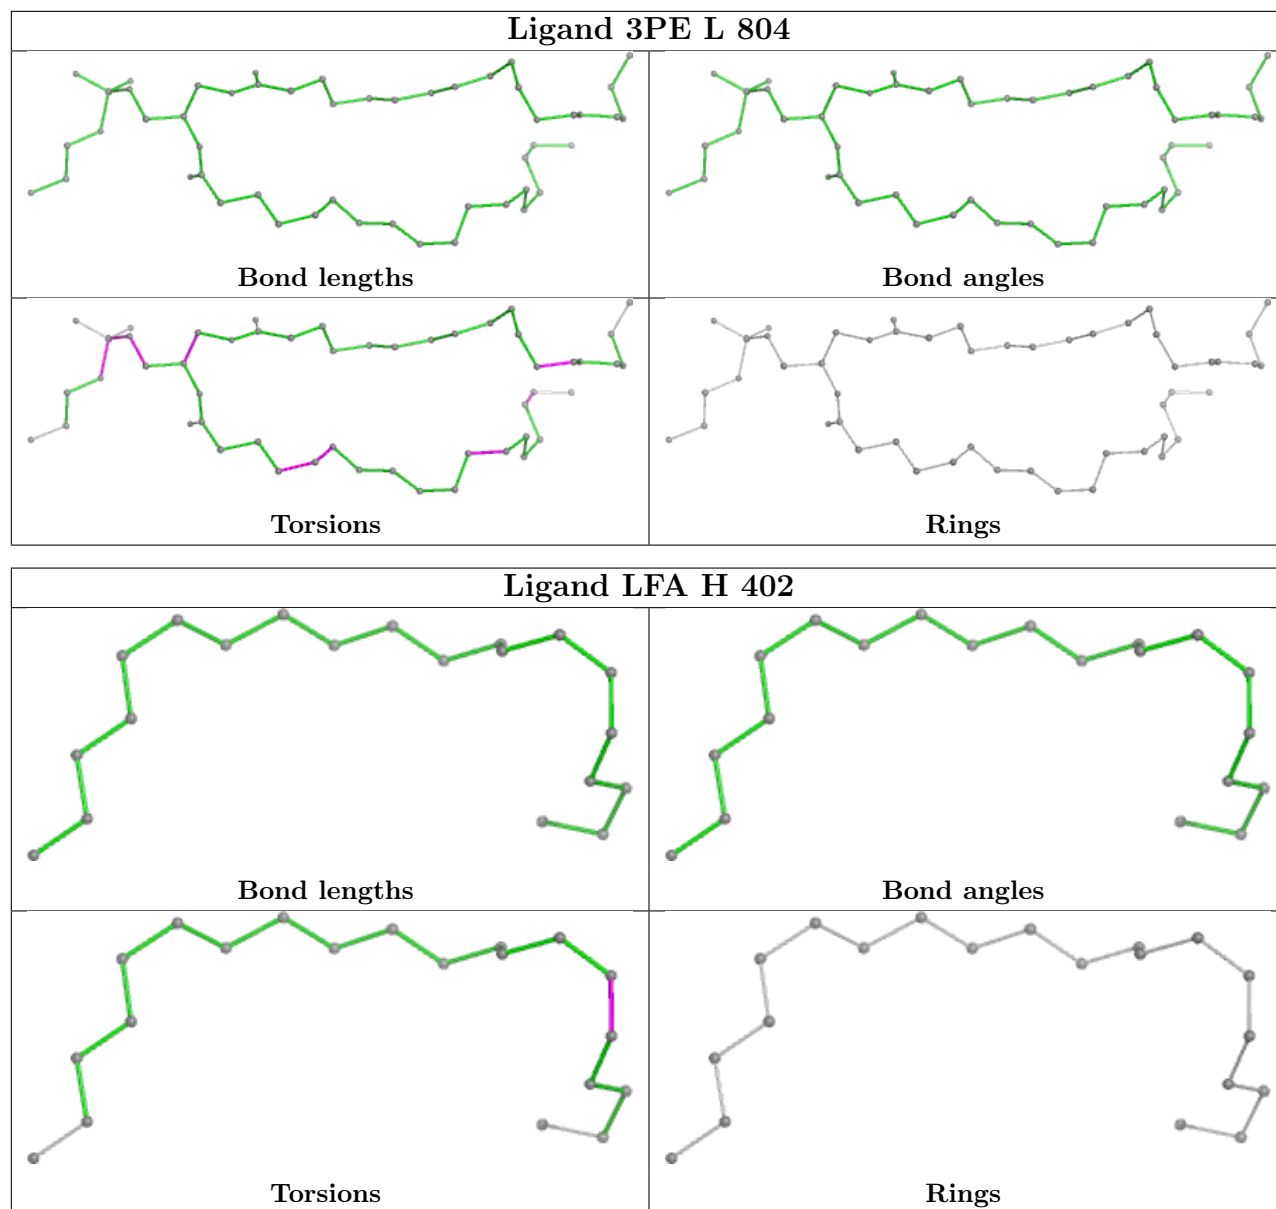 Ligand 3PE L 804
Bond lengths
Bond angles
Torsions
Rings
Ligand LFA H 402
Bond lengths
Bond angles
Torsions
Rings